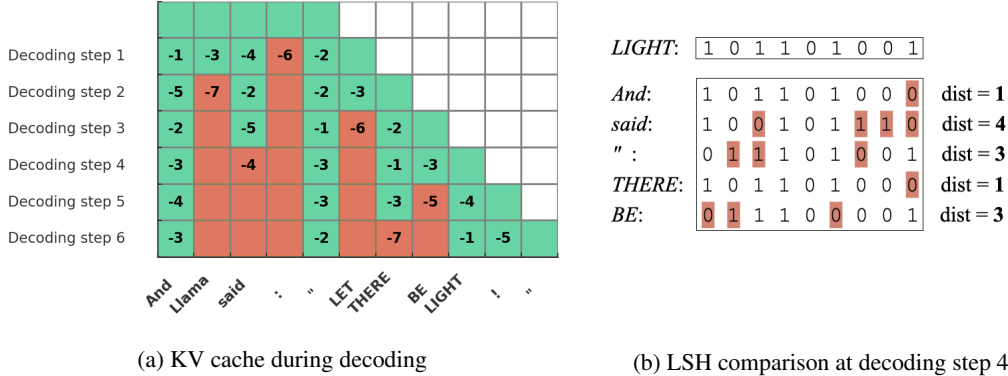 Decoding step 1 -1 -3 -4 -6 -2
Decoding step 2 -5 -7 -2 -2 -3
Decoding step 3 -2 -5 -1 -6 -2
Decoding step 4 -3 -4 -3 -1 -3
Decoding step 5 -4 -3 -3 -5 -4
Decoding step 6 -3 -2 -7 -1 -5
And Llama said : " LET THERE BE LIGHT ! "
(a) KV cache during decoding
LIGHT: 1 0 1 1 0 1 0 0 1
And: 1 0 1 1 0 1 0 0 0 dist = 1
said: 1 0 0 1 0 1 1 1 0 dist = 4
" : 0 1 1 1 0 1 0 0 1 dist = 3
THERE: 1 0 1 1 0 1 0 0 0 dist = 1
BE: 0 1 1 1 0 0 0 0 1 dist = 3
(b) LSH comparison at decoding step 4